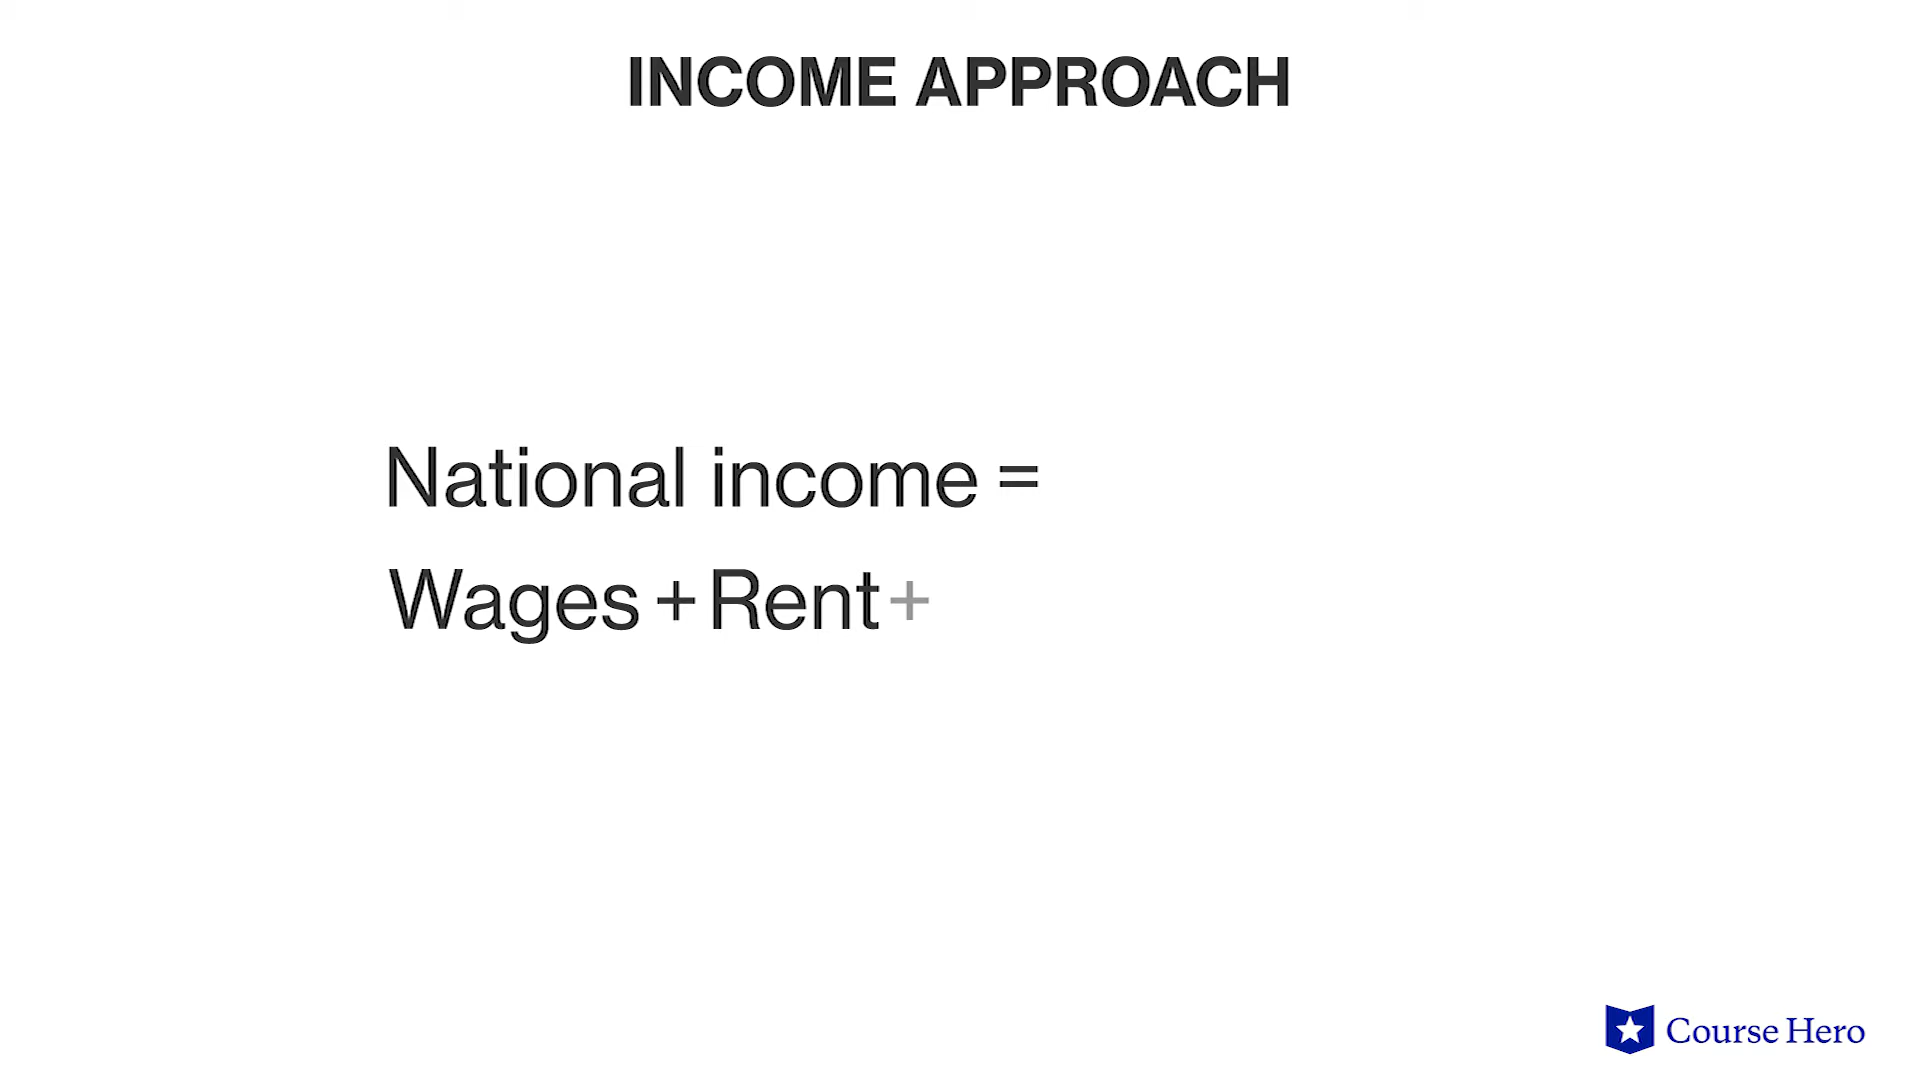 INCOME APPROACH
National income =
Wages + Rent +
Course Hero